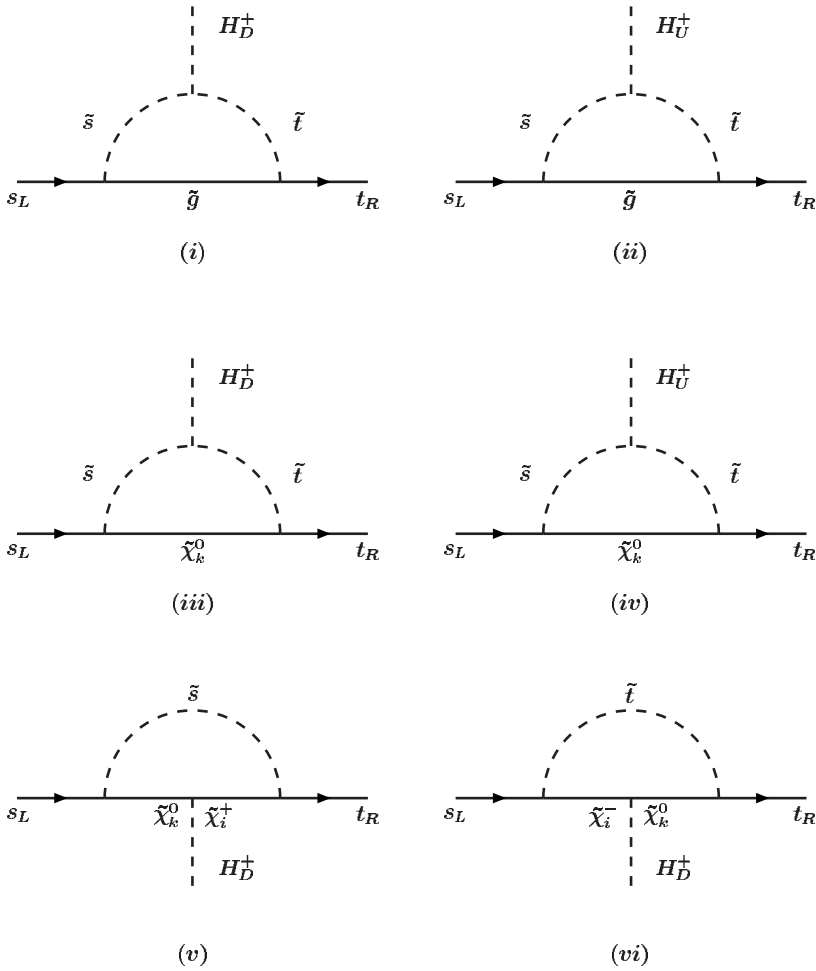 H_D^+ H_U^+
s̃ t̃ s̃ t̃
s_L g̃ t_R s_L g̃ t_R
(i) (ii)
H_D^+ H_U^+
s̃ t̃ s̃ t̃
s_L χ̃_k^0 t_R s_L χ̃_k^0 t_R
(iii) (iv)
s̃ t̃
s_L χ̃_k^0 χ̃_i^+ t_R s_L χ̃_i^- χ̃_k^0 t_R
H_D^+ H_D^+
(v) (vi)